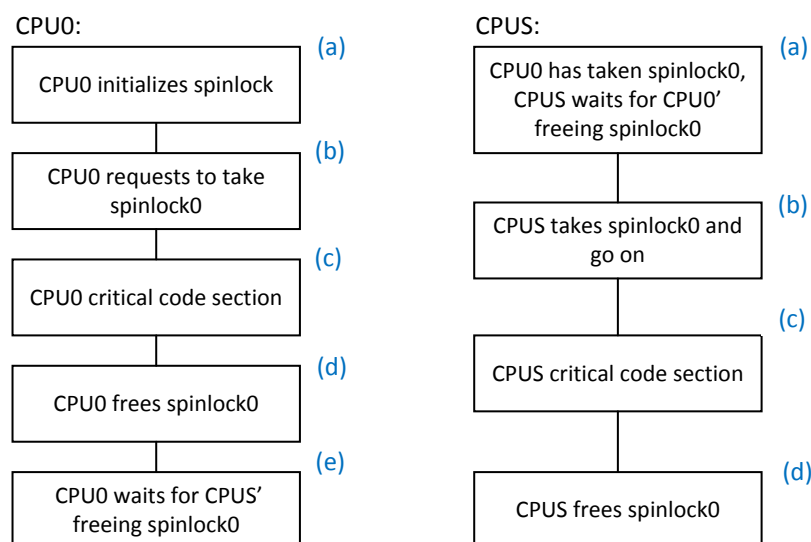 CPU0:
(a)
CPU0 initializes spinlock
(b)
CPU0 requests to take
spinlock0
(c)
CPU0 critical code section
(d)
CPU0 frees spinlock0
(e)
CPU0 waits for CPUS’
freeing spinlock0
CPUS:
(a)
CPU0 has taken spinlock0,
CPUS waits for CPU0’
freeing spinlock0
(b)
CPUS takes spinlock0 and
go on
(c)
CPUS critical code section
(d)
CPUS frees spinlock0